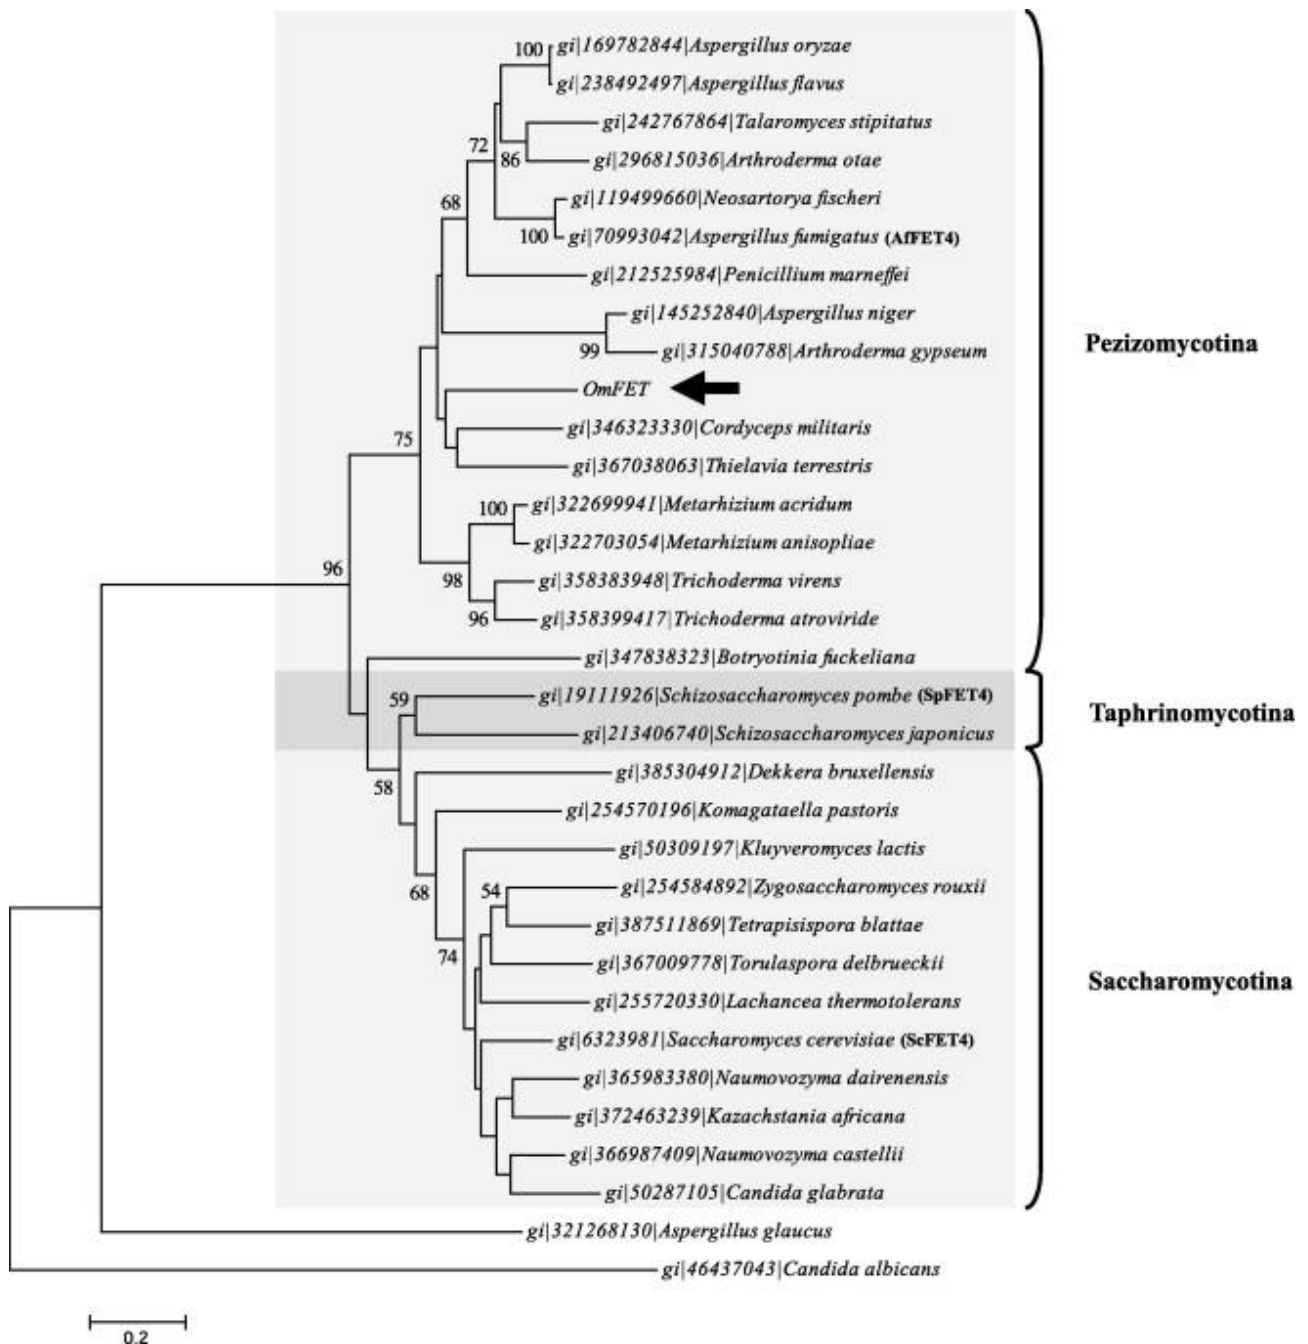 100 gi|169782844|Aspergillus oryzae
gi|238492497|Aspergillus flavus
gi|242767864|Talaromyces stipitatus
72
86 gi|296815036|Arthroderma otae
gi|119499660|Neosartorya fischeri
68
100 gi|70993042|Aspergillus fumigatus (AfFET4)
gi|212525984|Penicillium marneffei
gi|145252840|Aspergillus niger
Pezizomycotina
99 gi|315040788|Arthroderma gypseum
OmFET
gi|346323330|Cordyceps militaris
75
gi|367038063|Thielavia terrestris
100 gi|322699941|Metarhizium acridum
gi|322703054|Metarhizium anisopliae
96
98 gi|358383948|Trichoderma virens
96 gi|358399417|Trichoderma atroviride
gi|347838323|Botryotinia fuckeliana
59 gi|19111926|Schizosaccharomyces pombe (SpFET4)
Taphrinomycotina
gi|213406740|Schizosaccharomyces japonicus
gi|385304912|Dekkera bruxellensis
58
gi|254570196|Komagataella pastoris
gi|50309197|Kluyveromyces lactis
68 54 gi|254584892|Zygosaccharomyces rouxii
gi|387511869|Tetrapisispora blattae
74 gi|367009778|Torulaspora delbrueckii
Saccharomycotina
gi|255720330|Lachancea thermotolerans
gi|6323981|Saccharomyces cerevisiae (ScFET4)
gi|365983380|Naumovozyma dairenensis
gi|372463239|Kazachstania africana
gi|366987409|Naumovozyma castellii
gi|50287105|Candida glabrata
gi|321268130|Aspergillus glaucus
gi|46437043|Candida albicans
0.2